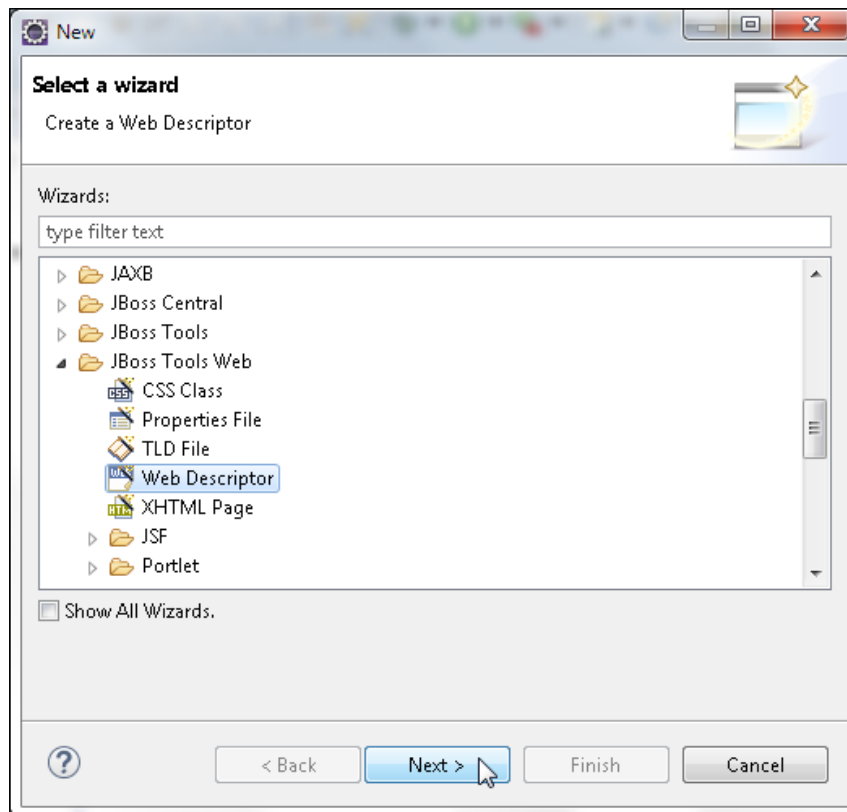 New
Select a wizard
Create a Web Descriptor
Wizards:
type filter text
JAXB
JBoss Central
JBoss Tools
JBoss Tools Web
CSS Class
Properties File
TLD File
Web Descriptor
XHTML Page
JSF
Portlet
Show All Wizards.
? < Back Next > Finish Cancel